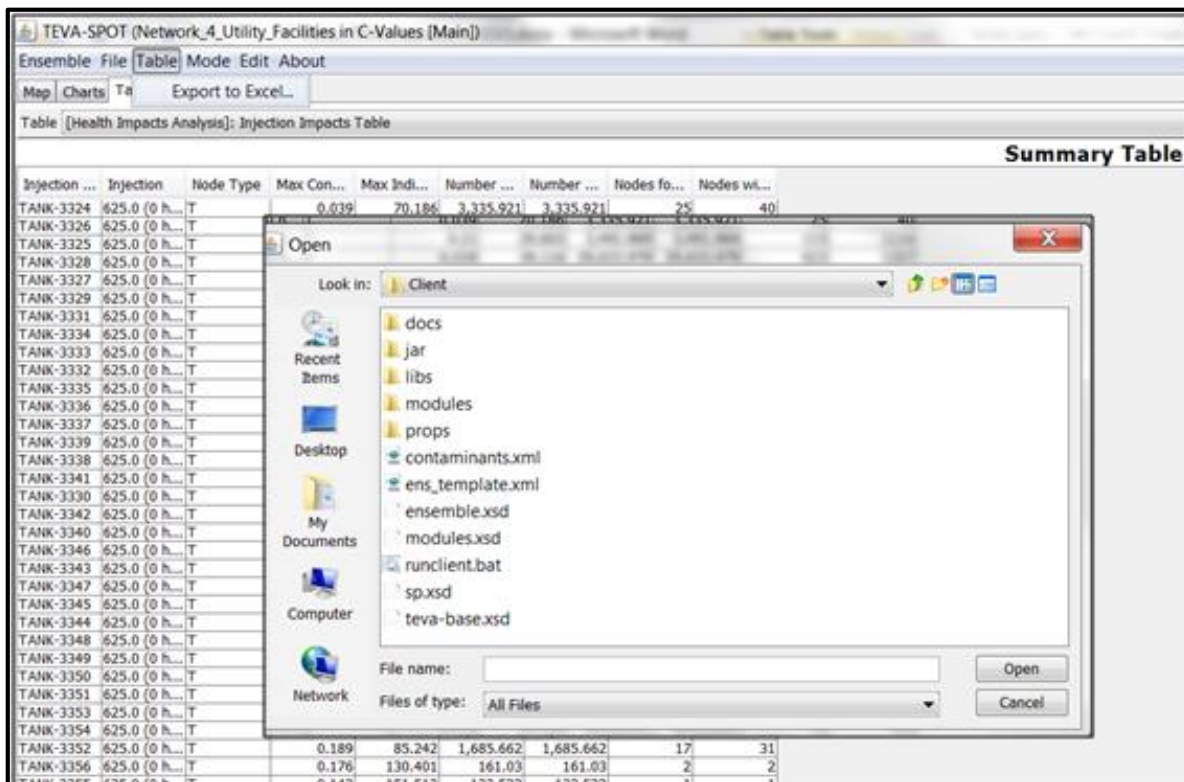 TEVA-SPOT (Network_4_Utility_Facilities in C-Values [Main])
Ensemble File Table Mode Edit About
Map Charts Ta Export to Excel...
Table [Health Impacts Analysis]: Injection Impacts Table
Summary Table
Injection ... Injection Node Type Max Con... Max Indi... Number ... Number ... Nodes fo... Nodes wi...
TANK-3324 625.0 (0 h... T 0.039 70.186 3,335.921 3,335.921 25 40
TANK-3326 625.0 (0 h... T
TANK-3325 625.0 (0 h... T
TANK-3328 625.0 (0 h... T
TANK-3327 625.0 (0 h... T
TANK-3329 625.0 (0 h... T
TANK-3331 625.0 (0 h... T
TANK-3334 625.0 (0 h... T
TANK-3333 625.0 (0 h... T
TANK-3332 625.0 (0 h... T
TANK-3335 625.0 (0 h... T
TANK-3336 625.0 (0 h... T
TANK-3337 625.0 (0 h... T
TANK-3339 625.0 (0 h... T
TANK-3338 625.0 (0 h... T
TANK-3341 625.0 (0 h... T
TANK-3330 625.0 (0 h... T
TANK-3342 625.0 (0 h... T
TANK-3340 625.0 (0 h... T
TANK-3346 625.0 (0 h... T
TANK-3343 625.0 (0 h... T
TANK-3347 625.0 (0 h... T
TANK-3345 625.0 (0 h... T
TANK-3344 625.0 (0 h... T
TANK-3348 625.0 (0 h... T
TANK-3349 625.0 (0 h... T
TANK-3350 625.0 (0 h... T
TANK-3351 625.0 (0 h... T
TANK-3353 625.0 (0 h... T
TANK-3354 625.0 (0 h... T
TANK-3352 625.0 (0 h... T 0.189 85.242 1,685.662 1,685.662 17 31
TANK-3356 625.0 (0 h... T 0.176 130.401 161.03 161.03 2 2
Open
Look in: Client
Recent Items
Desktop
My Documents
Computer
Network
docs
jar
libs
modules
props
contaminants.xml
ens_template.xml
ensemble.xsd
modules.xsd
runclient.bat
sp.xsd
teva-base.xsd
File name: Open
Files of type: All Files Cancel